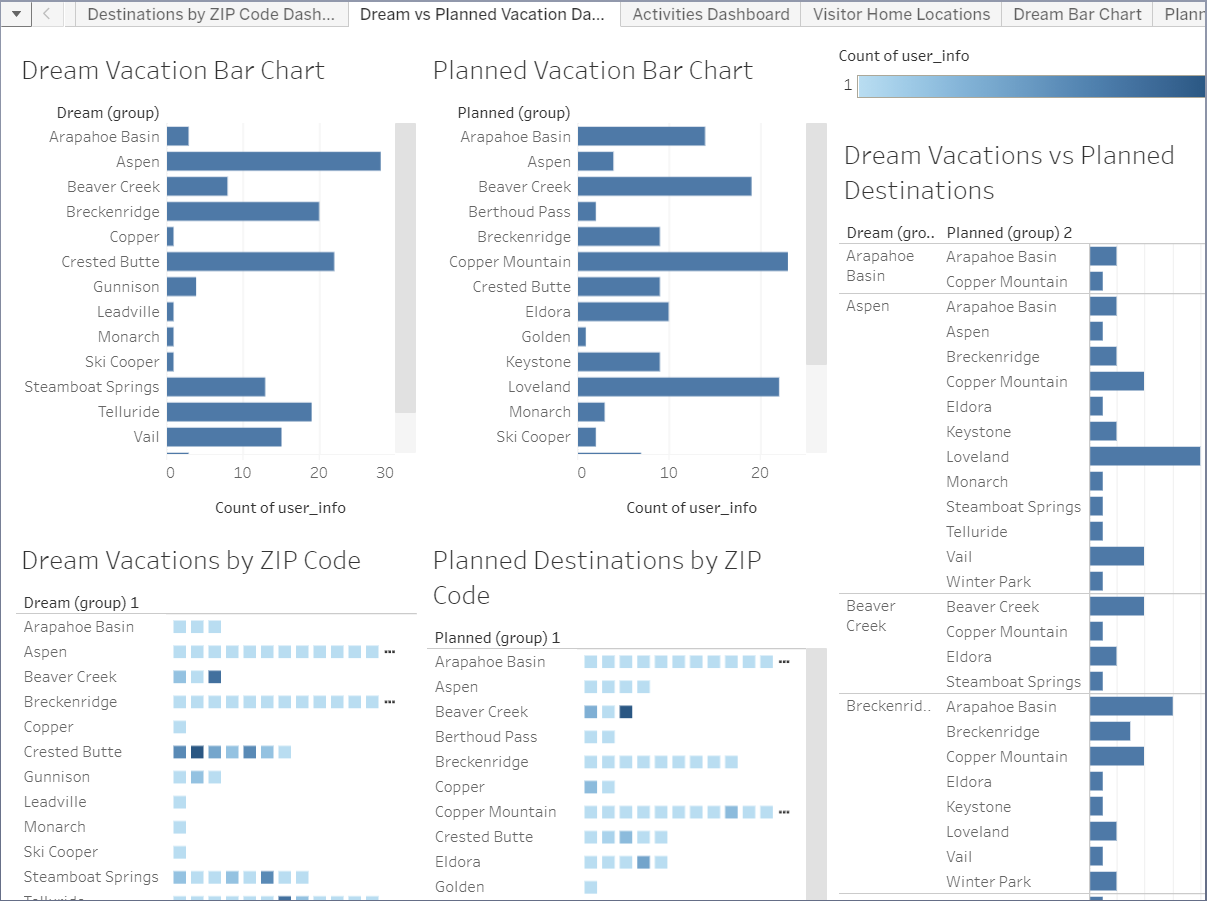 Destinations by ZIP Code Dash...
Dream vs Planned Vacation Da...
Activities Dashboard
Visitor Home Locations
Dream Bar Chart
Plann
Dream Vacation Bar Chart
Dream (group)
Arapahoe Basin
Aspen
Beaver Creek
Breckenridge
Copper
Crested Butte
Gunnison
Leadville
Monarch
Ski Cooper
Steamboat Springs
Telluride
Vail
0 10 20 30
Count of user_info
Planned Vacation Bar Chart
Planned (group)
Arapahoe Basin
Aspen
Beaver Creek
Berthoud Pass
Breckenridge
Copper Mountain
Crested Butte
Eldora
Golden
Keystone
Loveland
Monarch
Ski Cooper
0 10 20
Count of user_info
Count of user_info
1
Dream Vacations vs Planned
Destinations
Dream (gro.. Planned (group) 2
Arapahoe
Basin
Arapahoe Basin
Copper Mountain
Aspen
Arapahoe Basin
Aspen
Breckenridge
Copper Mountain
Eldora
Keystone
Loveland
Monarch
Steamboat Springs
Telluride
Vail
Winter Park
Beaver
Creek
Beaver Creek
Copper Mountain
Eldora
Steamboat Springs
Breckenrid..
Arapahoe Basin
Breckenridge
Copper Mountain
Eldora
Keystone
Loveland
Vail
Winter Park
Dream Vacations by ZIP Code
Dream (group) 1
Arapahoe Basin
Aspen
Beaver Creek
Breckenridge
Copper
Crested Butte
Gunnison
Leadville
Monarch
Ski Cooper
Steamboat Springs
Telluride
Planned Destinations by ZIP
Code
Planned (group) 1
Arapahoe Basin
Aspen
Beaver Creek
Berthoud Pass
Breckenridge
Copper
Copper Mountain
Crested Butte
Eldora
Golden